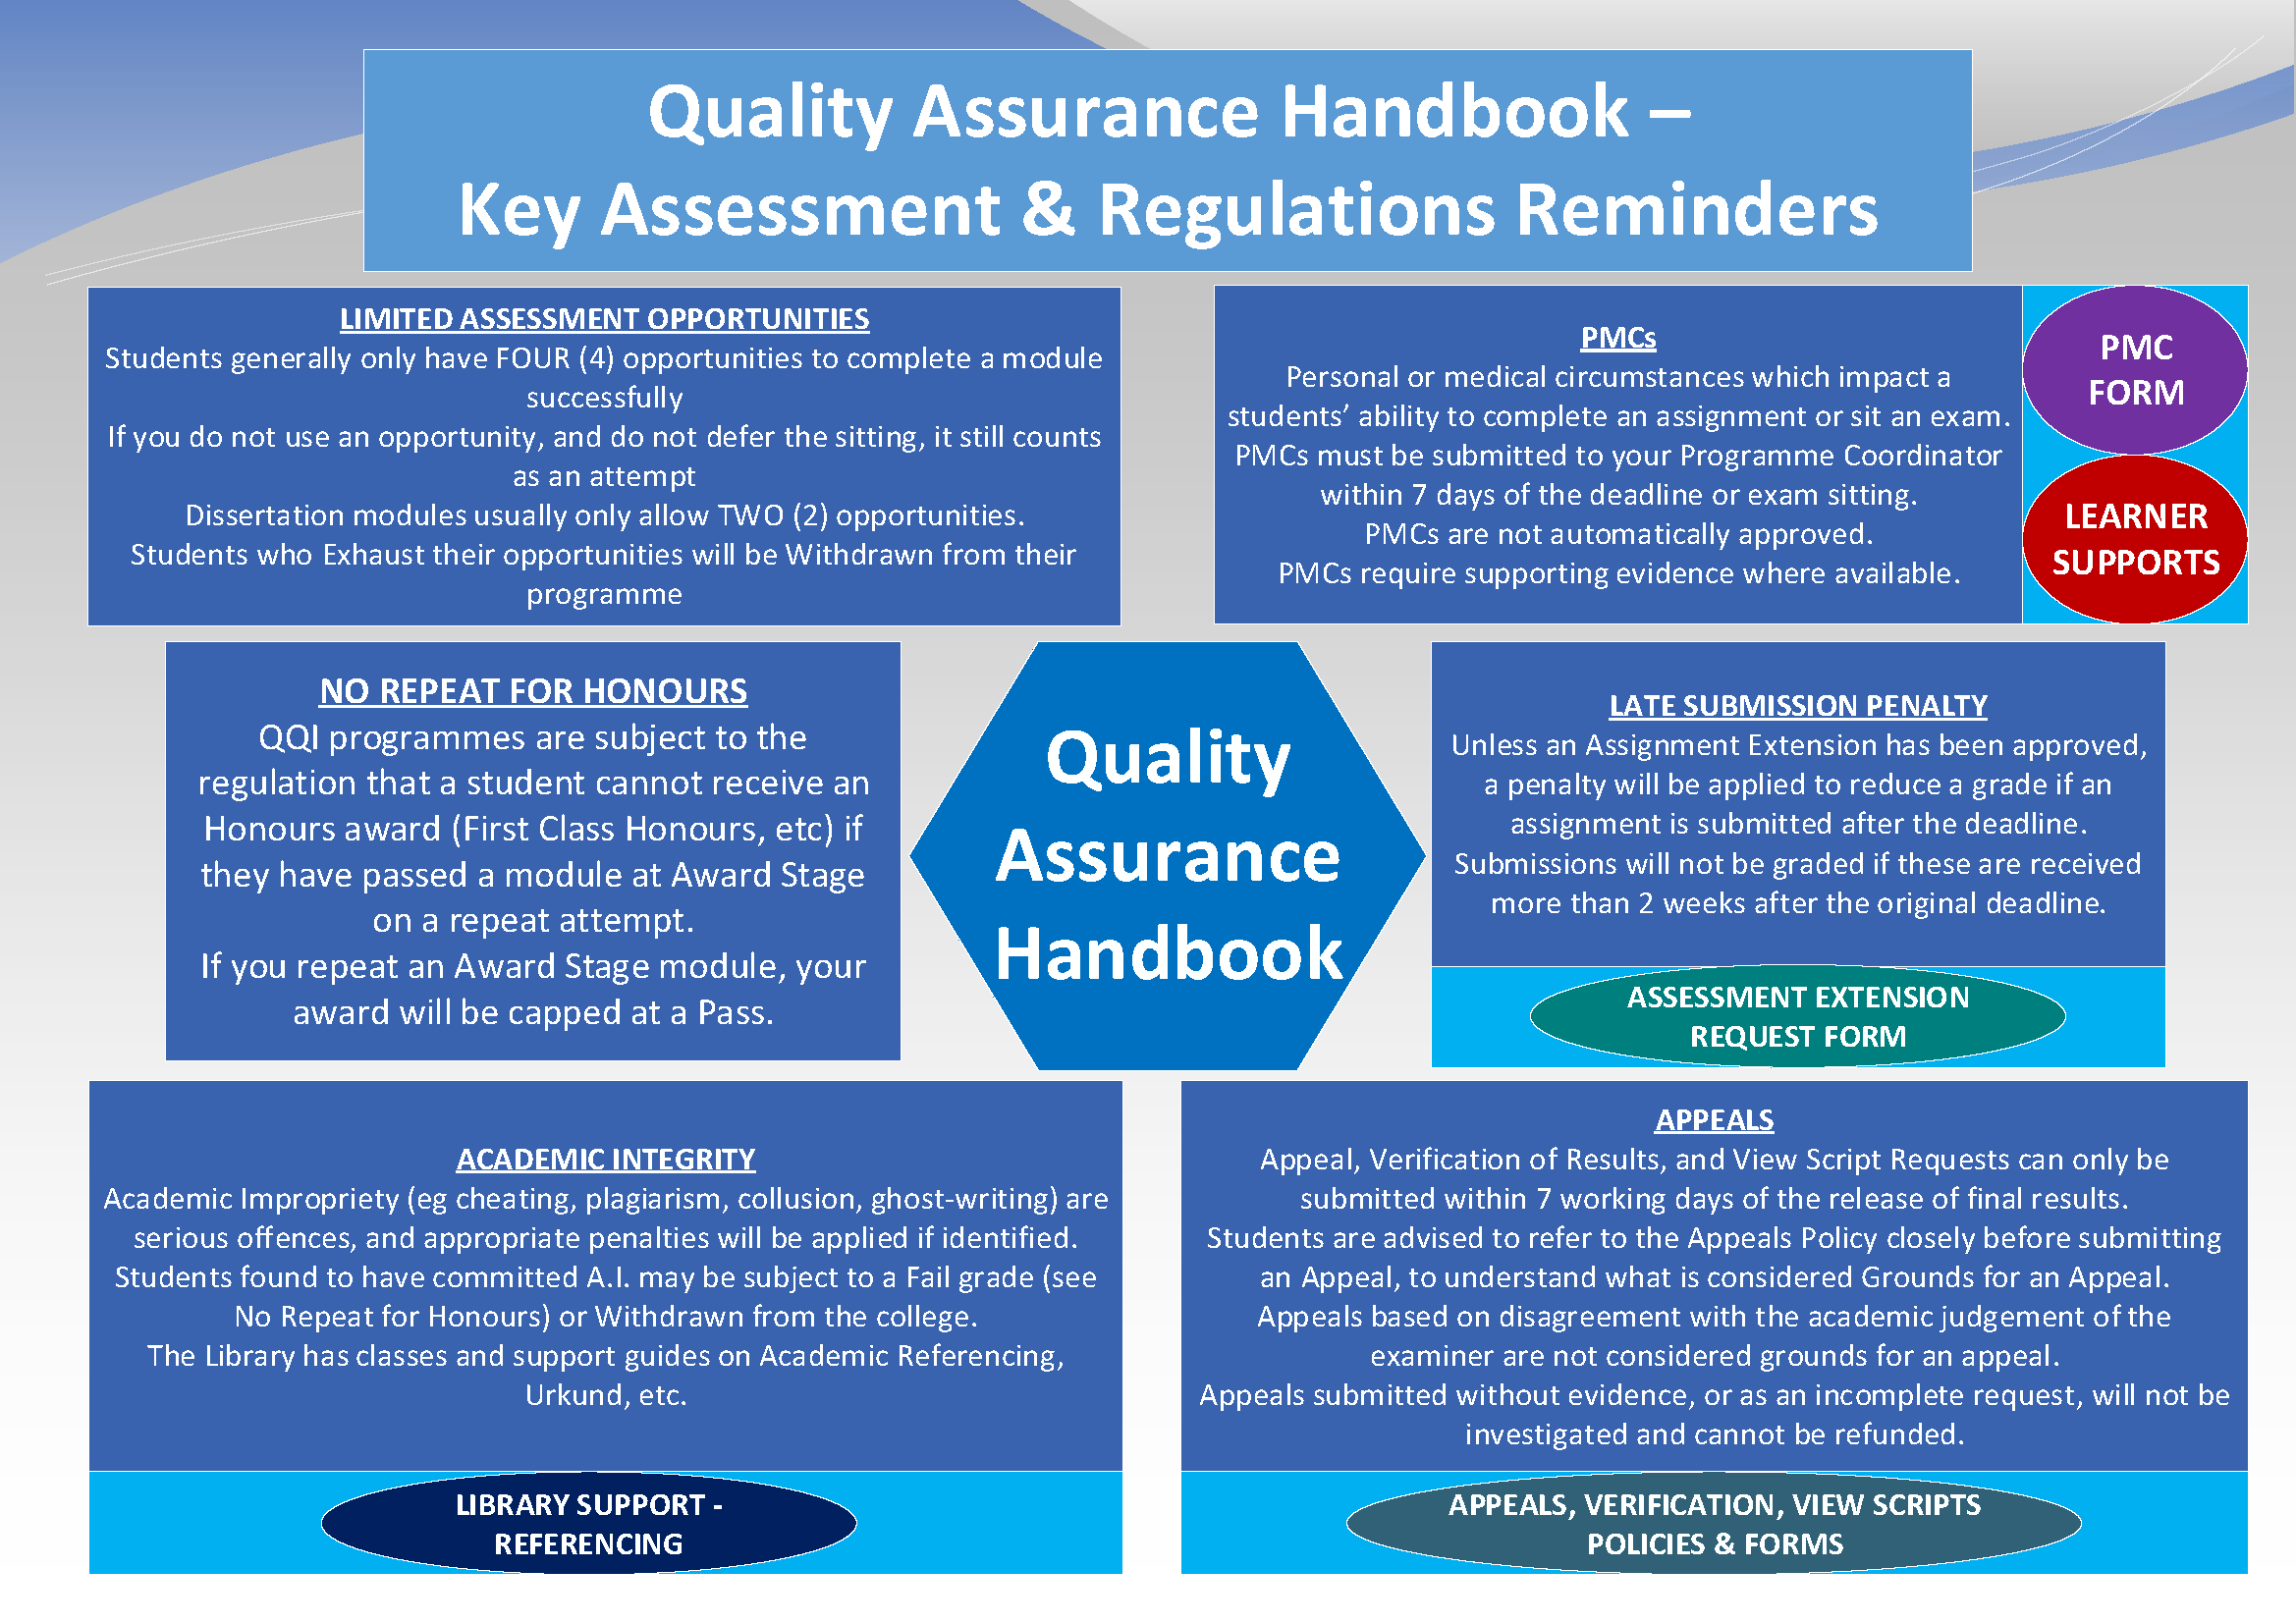 Quality Assurance Handbook –
Key Assessment & Regulations Reminders
LIMITED ASSESSMENT OPPORTUNITIES
Students generally only have FOUR (4) opportunities to complete a module
successfully
If you do not use an opportunity, and do not defer the sitting, it still counts
as an attempt
Dissertation modules usually only allow TWO (2) opportunities.
Students who Exhaust their opportunities will be Withdrawn from their
programme
PMCs
Personal or medical circumstances which impact a
students’ ability to complete an assignment or sit an exam.
PMCs must be submitted to your Programme Coordinator
within 7 days of the deadline or exam sitting.
PMCs are not automatically approved.
PMCs require supporting evidence where available.
PMC
FORM
LEARNER
SUPPORTS
NO REPEAT FOR HONOURS
QQI programmes are subject to the
regulation that a student cannot receive an
Honours award (First Class Honours, etc) if
they have passed a module at Award Stage
on a repeat attempt.
If you repeat an Award Stage module, your
award will be capped at a Pass.
Quality
Assurance
Handbook
LATE SUBMISSION PENALTY
Unless an Assignment Extension has been approved,
a penalty will be applied to reduce a grade if an
assignment is submitted after the deadline.
Submissions will not be graded if these are received
more than 2 weeks after the original deadline.
ASSESSMENT EXTENSION
REQUEST FORM
ACADEMIC INTEGRITY
Academic Impropriety (eg cheating, plagiarism, collusion, ghost-writing) are
serious offences, and appropriate penalties will be applied if identified.
Students found to have committed A.I. may be subject to a Fail grade (see
No Repeat for Honours) or Withdrawn from the college.
The Library has classes and support guides on Academic Referencing,
Urkund, etc.
LIBRARY SUPPORT -
REFERENCING
APPEALS
Appeal, Verification of Results, and View Script Requests can only be
submitted within 7 working days of the release of final results.
Students are advised to refer to the Appeals Policy closely before submitting
an Appeal, to understand what is considered Grounds for an Appeal.
Appeals based on disagreement with the academic judgement of the
examiner are not considered grounds for an appeal.
Appeals submitted without evidence, or as an incomplete request, will not be
investigated and cannot be refunded.
APPEALS, VERIFICATION, VIEW SCRIPTS
POLICIES & FORMS